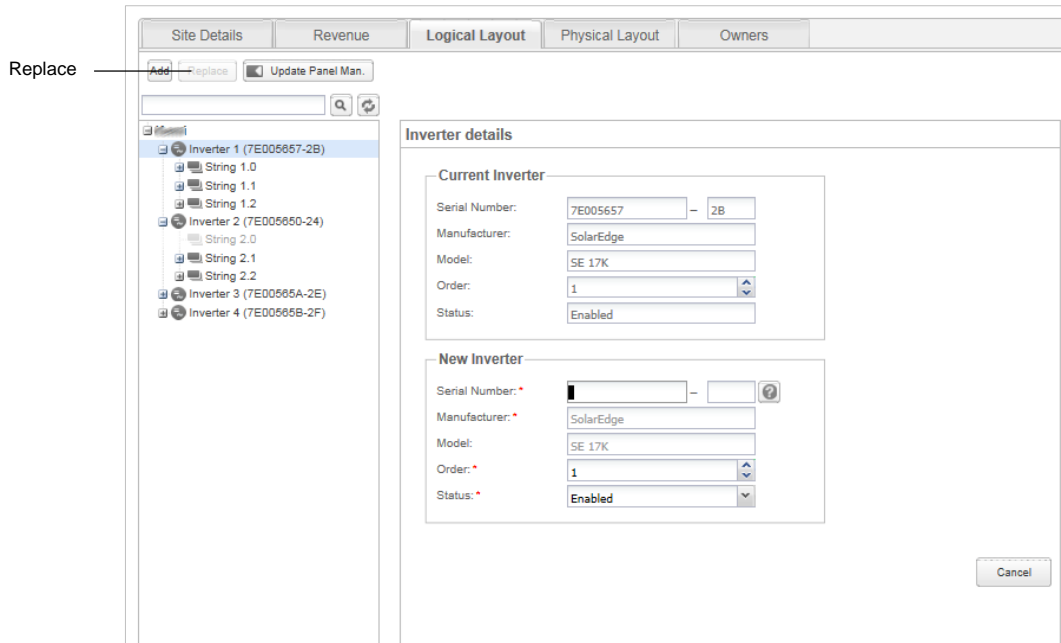 Site Details Revenue Logical Layout Physical Layout Owners
Replace
Add Replace Update Panel Man.
Inverter 1 (7E005657-2B)
String 1.0
String 1.1
String 1.2
Inverter 2 (7E005650-24)
String 2.0
String 2.1
String 2.2
Inverter 3 (7E00565A-2E)
Inverter 4 (7E00565B-2F)
Inverter details
Current Inverter
Serial Number: 7E005657 – 2B
Manufacturer: SolarEdge
Model: SE 17K
Order: 1
Status: Enabled
New Inverter
Serial Number:* –
Manufacturer:* SolarEdge
Model: SE 17K
Order:* 1
Status:* Enabled
Cancel